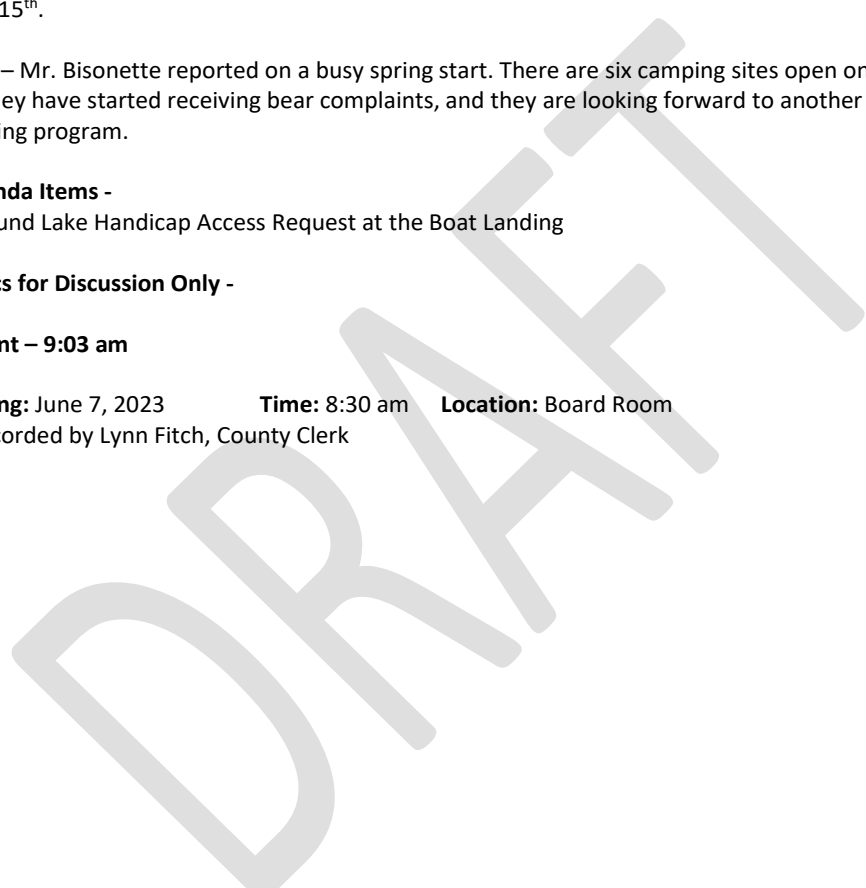 15th.
– Mr. Bisonette reported on a busy spring start. There are six camping sites open on
ey have started receiving bear complaints, and they are looking forward to another
ing program.
nda Items -
und Lake Handicap Access Request at the Boat Landing
s for Discussion Only -
nt – 9:03 am
ng: June 7, 2023 Time: 8:30 am Location: Board Room
orded by Lynn Fitch, County Clerk
DRAFT